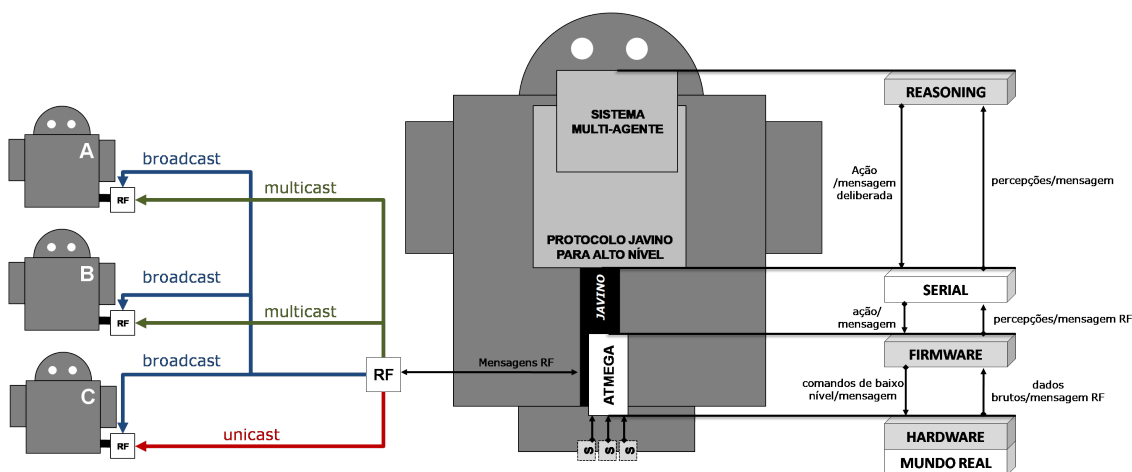 A
RF
broadcast
multicast
B
RF
broadcast
multicast
C
RF
broadcast
unicast
RF
Mensagens RF
SISTEMA
MULTI-AGENTE
PROTOCOLO JAVINO
PARA ALTO NÍVEL
JAVINO
ATMEGA
S
S
S
REASONING
Ação
/mensagem
deliberada
percepções/mensagem
SERIAL
ação/
mensagem
percepções/mensagem RF
FIRMWARE
comandos de baixo
nível/mensagem
dados
brutos/mensagem RF
HARDWARE
MUNDO REAL